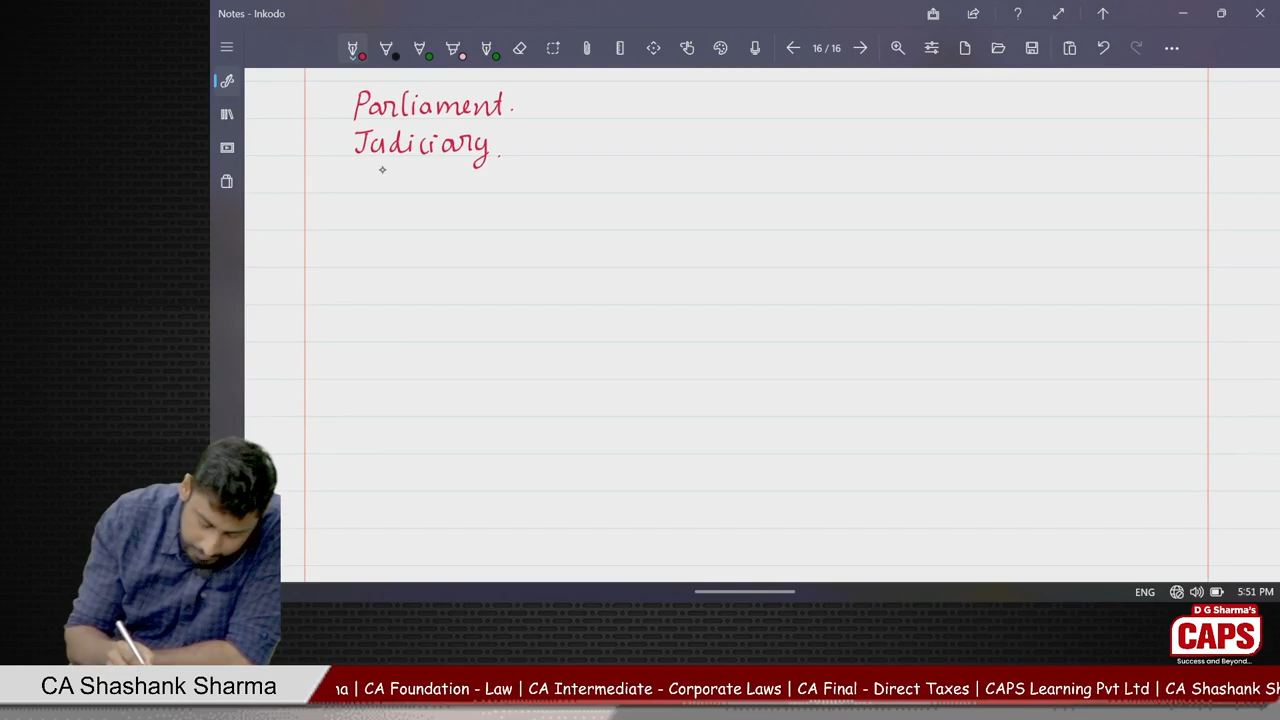 Notes - Inkodo
16 / 16
Parliament.
Judiciary.
ENG
5:51 PM
D G Sharma's
CAPS
Success and Beyond...
CA Shashank Sharma
na | CA Foundation - Law | CA Intermediate - Corporate Laws | CA Final - Direct Taxes | CAPS Learning Pvt Ltd | CA Shashank Sh